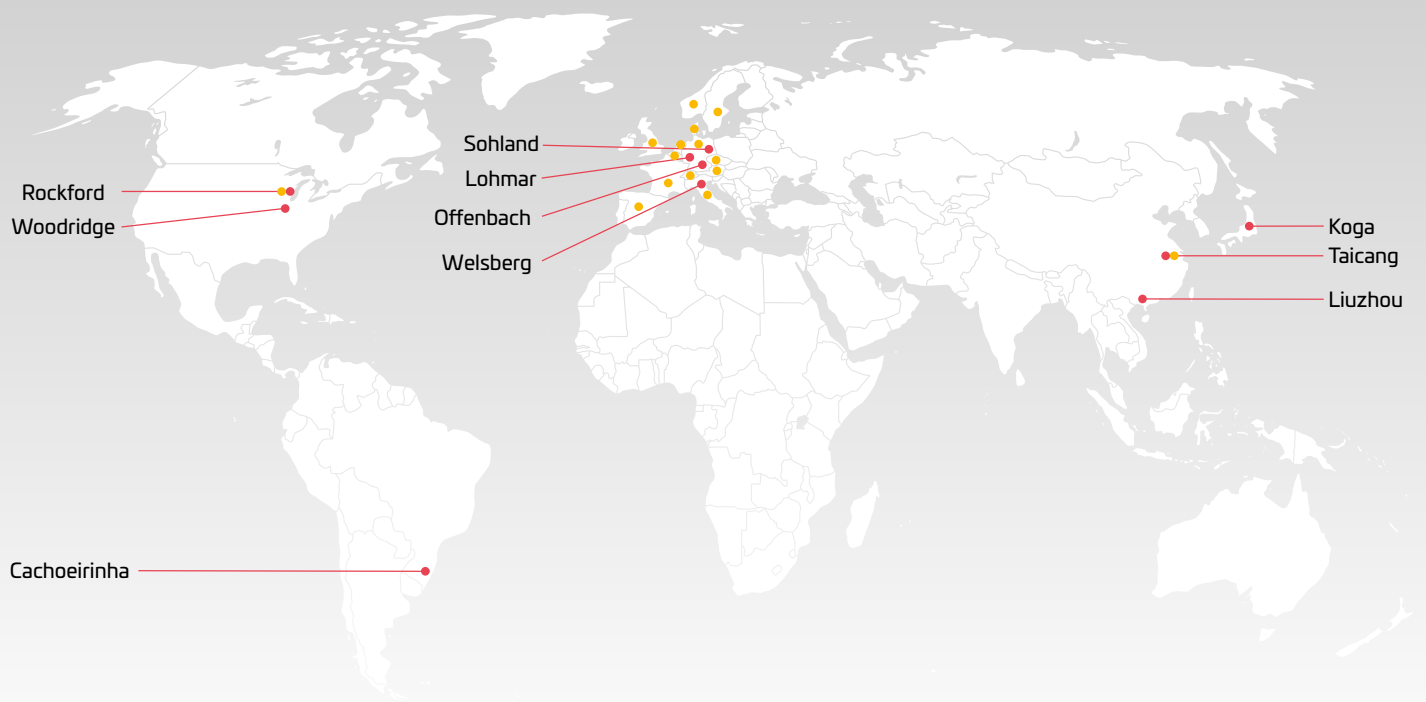 Rockford
Woodridge
Cachoeirinha
Sohland
Lohmar
Offenbach
Welsberg
Koga
Taicang
Liuzhou